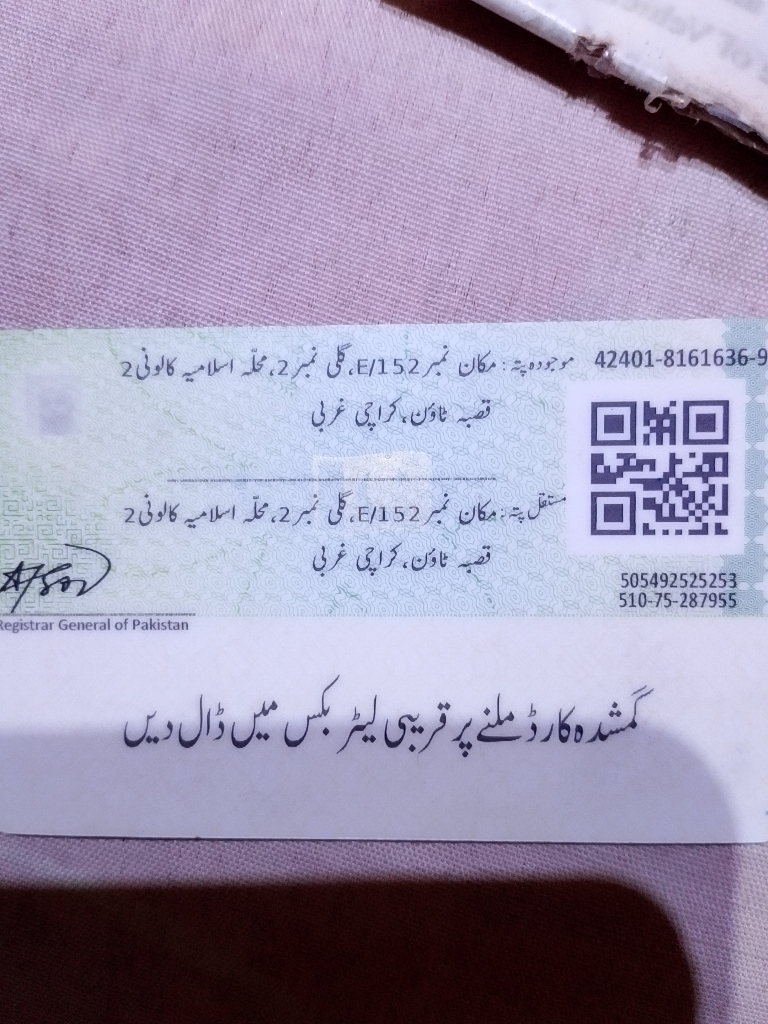 42401-8161636-9
موجودہ پتہ: مکان نمبر E/152، گلی نمبر 2، محلّہ اسلامیہ کالونی 2
قصبہ ٹاؤن، کراچی غربی
مستقل پتہ: مکان نمبر E/152، گلی نمبر 2، محلّہ اسلامیہ کالونی 2
قصبہ ٹاؤن، کراچی غربی
505492525253
510-75-287955
Registrar General of Pakistan
گمشدہ کارڈ ملنے پر قریبی لیٹر بکس میں ڈال دیں